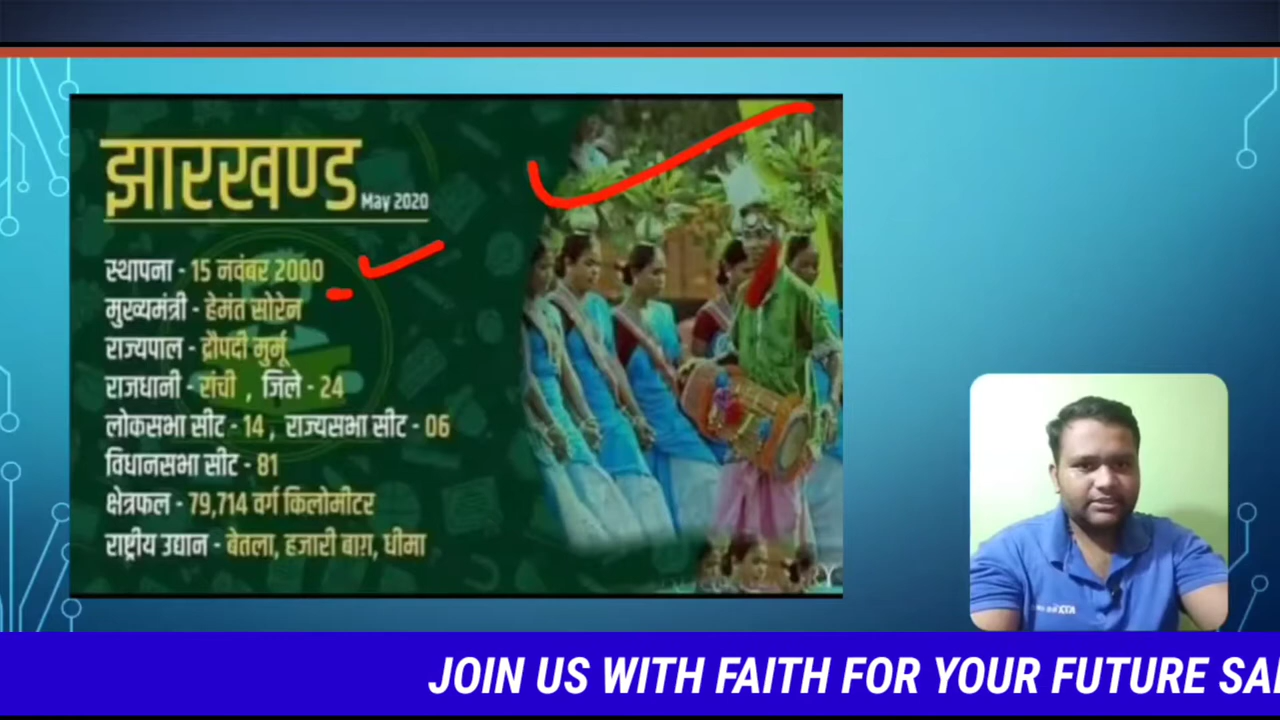 झारखण्ड May 2020
स्थापना - 15 नवंबर 2000
मुख्यमंत्री - हेमंत सोरेन
राज्यपाल - द्रौपदी मुर्मू
राजधानी - रांची , जिले - 24
लोकसभा सीट - 14 , राज्यसभा सीट - 06
विधानसभा सीट - 81
क्षेत्रफल - 79,714 वर्ग किलोमीटर
राष्ट्रीय उद्यान - बेतला, हजारी बाग़, धीमा
JOIN US WITH FAITH FOR YOUR FUTURE